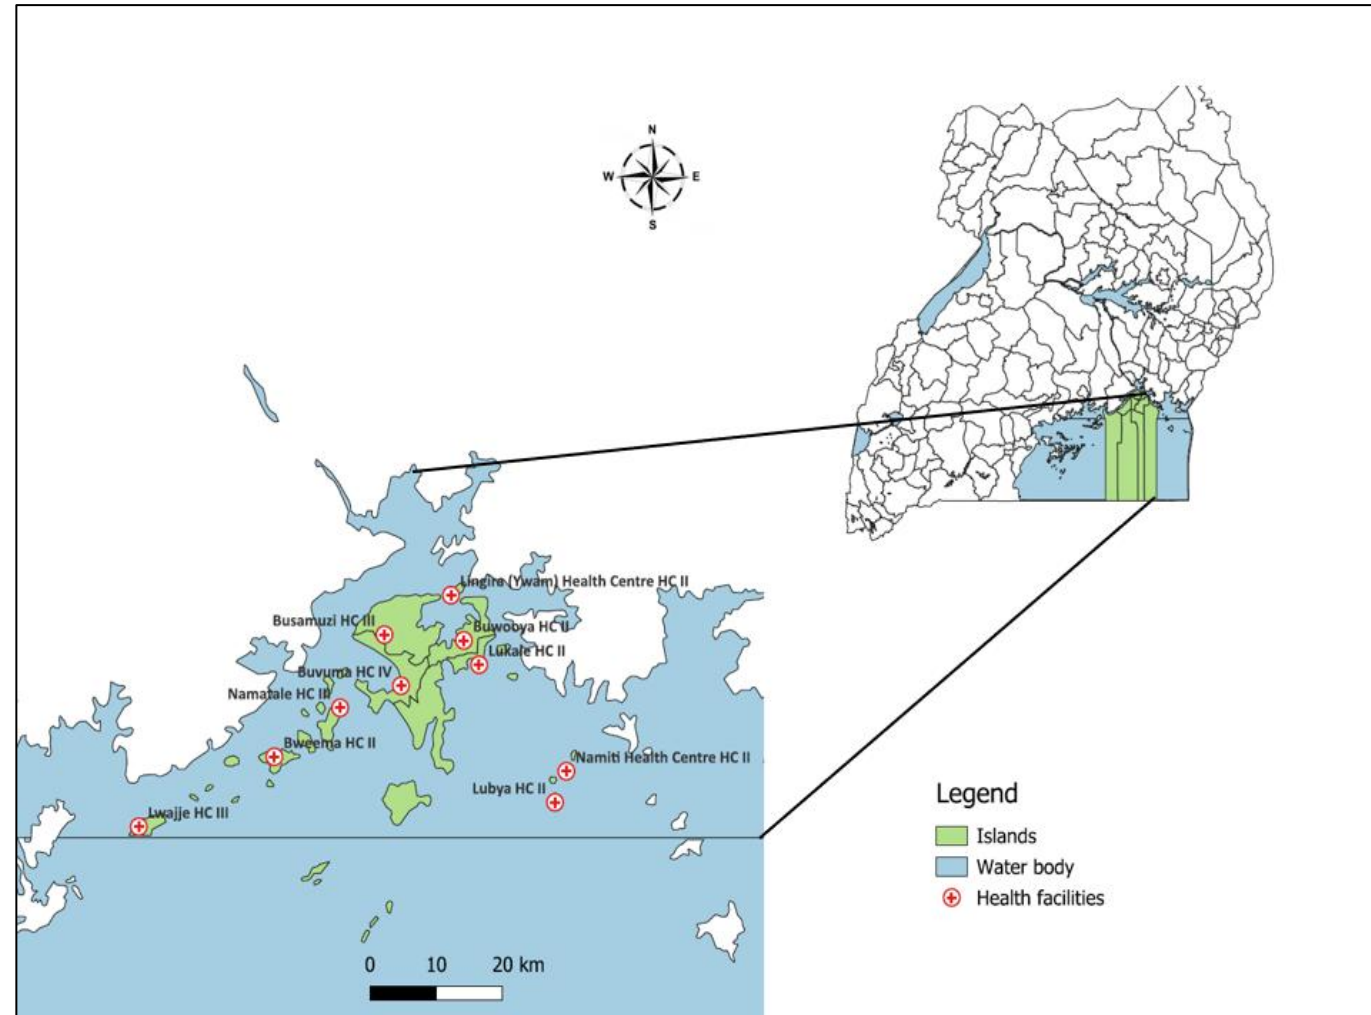 N
W
E
S
Lingira (Ywam) Health Centre HC II
Busamuzi HC III
Buwooya HC II
Lukale HC II
Buvuma HC IV
Namatale HC III
Bweema HC II
Namiti Health Centre HC II
Lubya HC II
Lwajje HC III
Legend
Islands
Water body
Health facilities
0 10 20 km